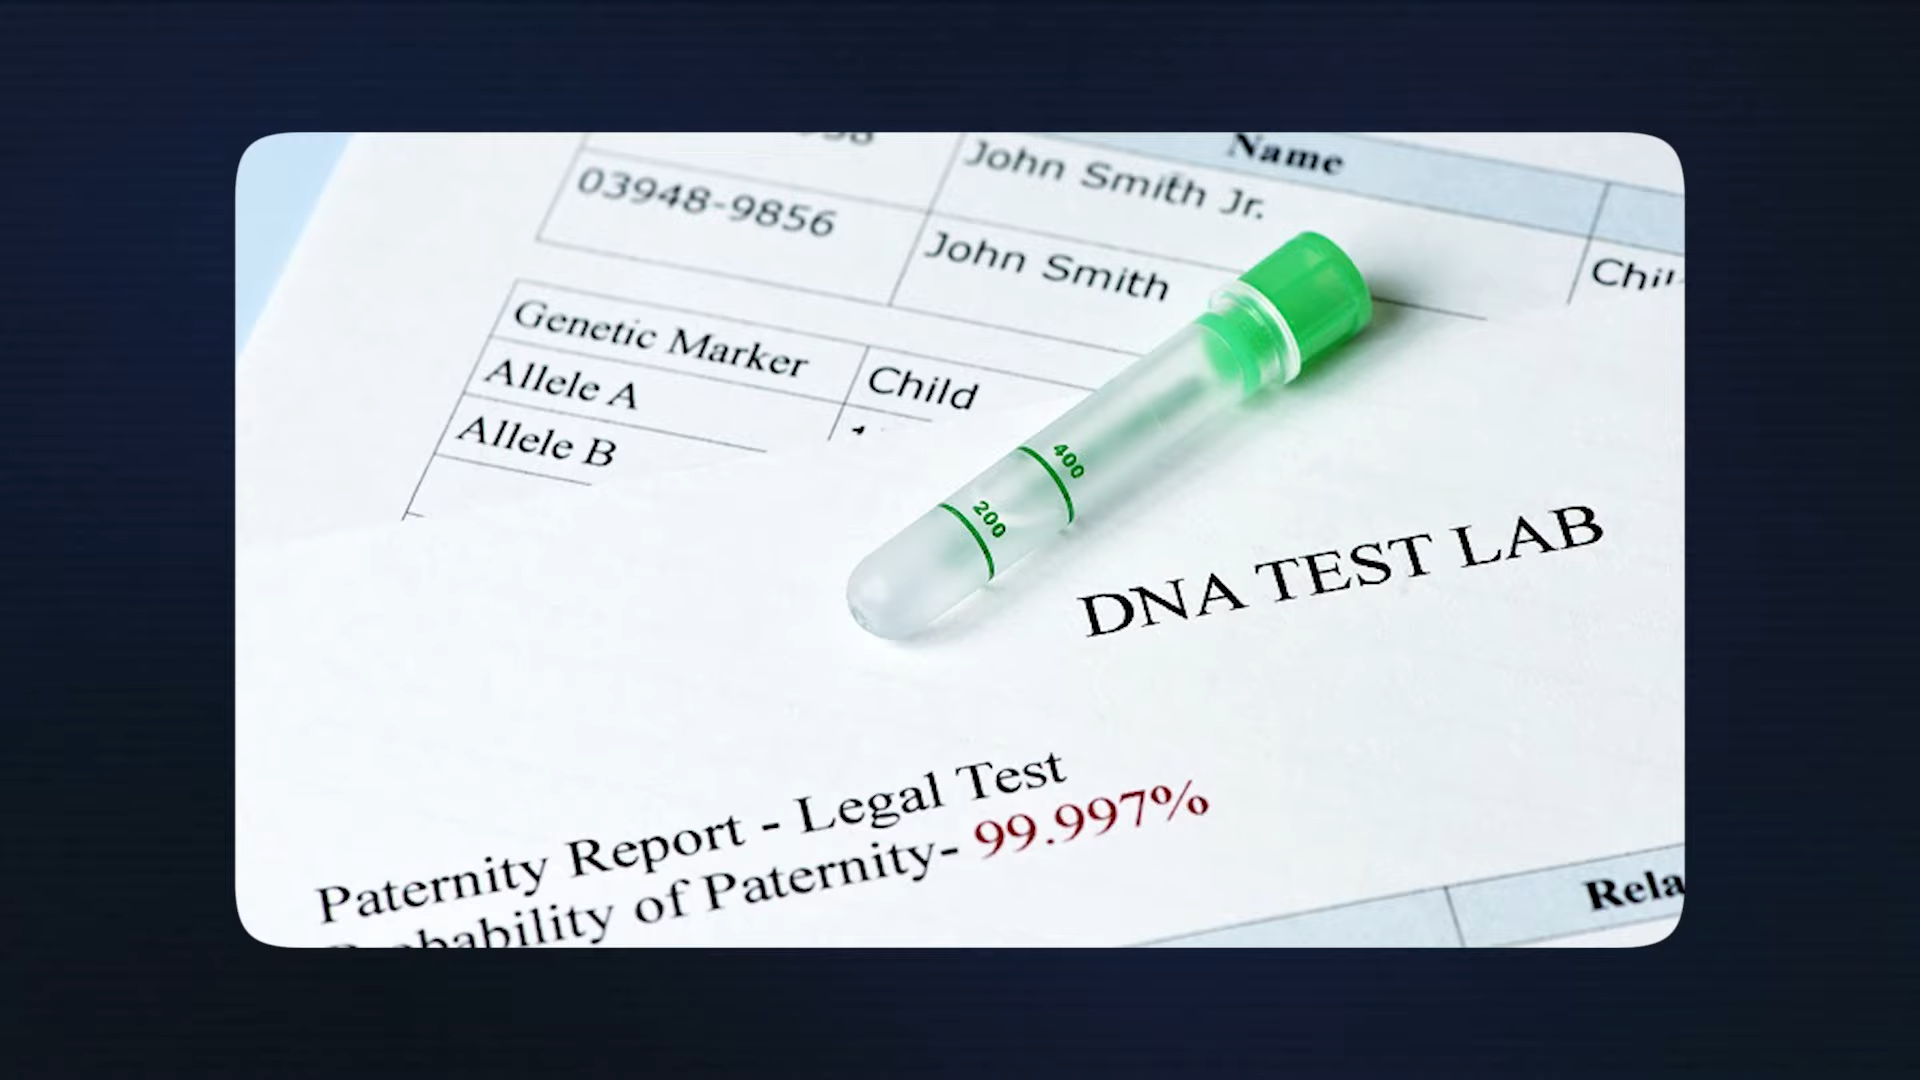 Name
John Smith Jr.
03948-9856
John Smith
Genetic Marker
Child
Allele A
Allele B
400
200
DNA TEST LAB
Paternity Report - Legal Test
of Paternity- 99.997%